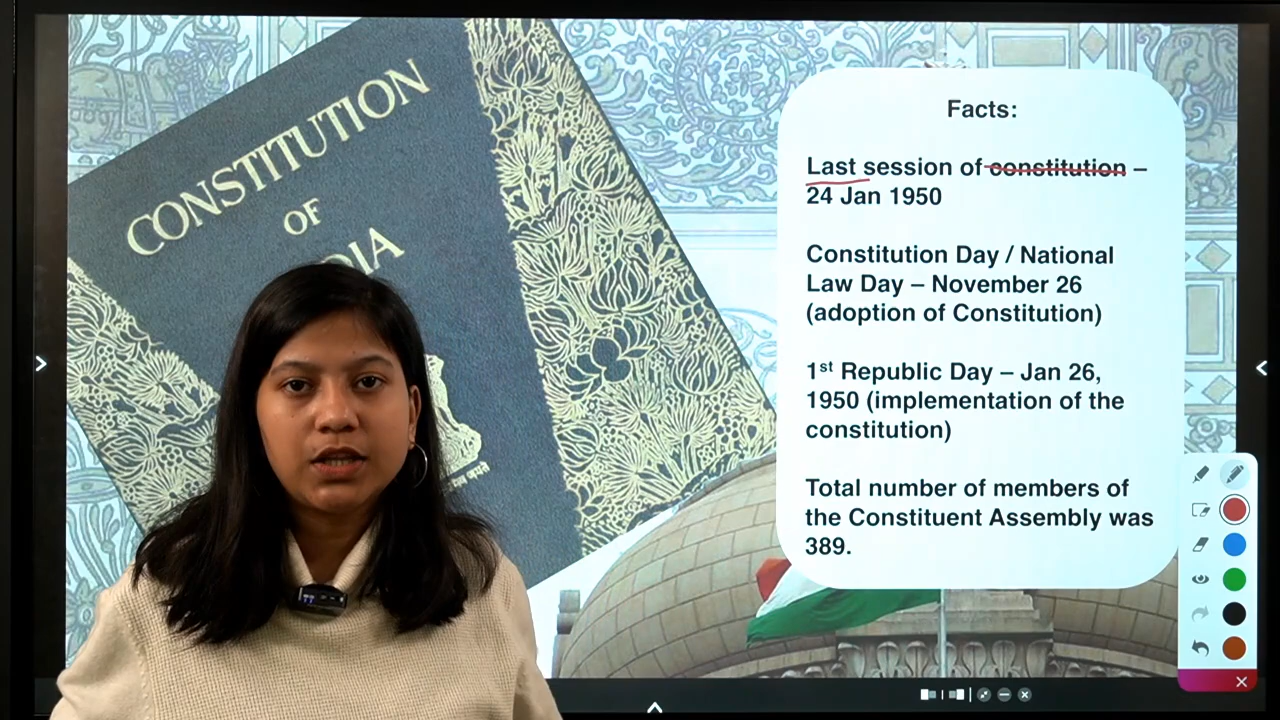 CONSTITUTION
OF
Facts:
Last session of constitution –
24 Jan 1950
Constitution Day / National
Law Day – November 26
(adoption of Constitution)
1st Republic Day – Jan 26,
1950 (implementation of the
constitution)
Total number of members of
the Constituent Assembly was
389.